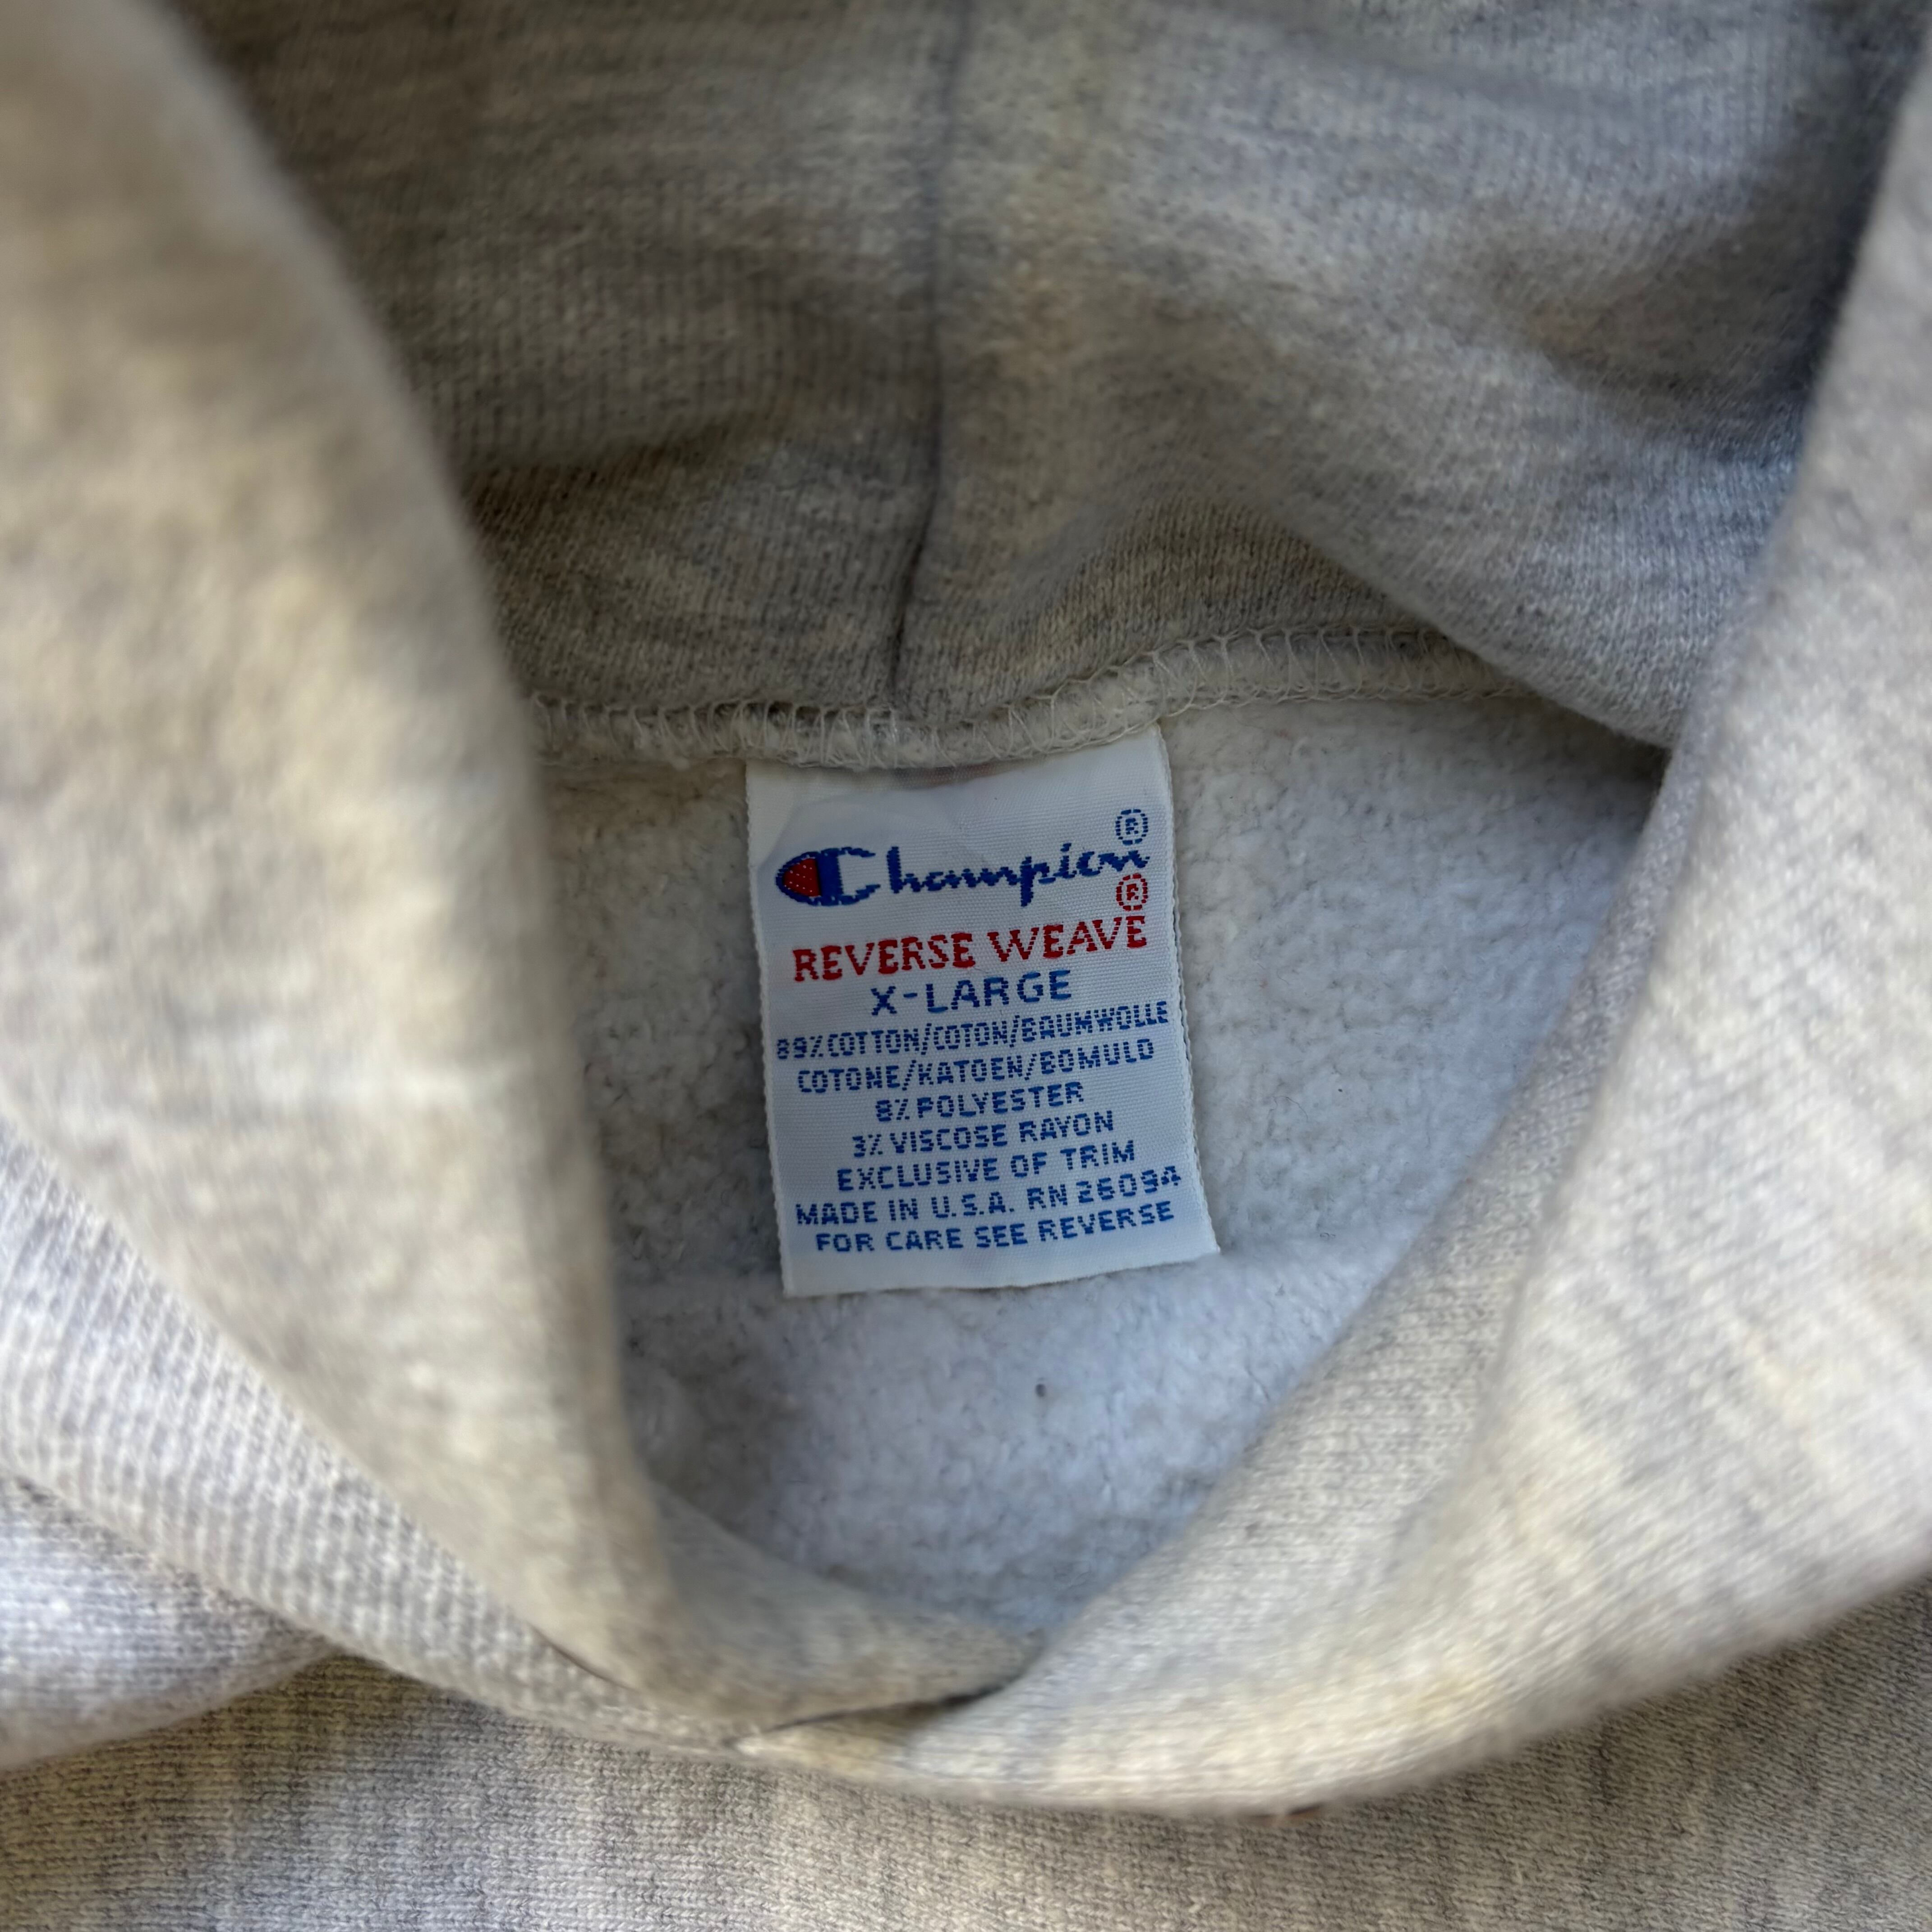 Champion®
REVERSE WEAVE®
X-LARGE
89% COTTON/COTON/BAUMWOLLE
COTONE/KATOEN/BOMULD
8% POLYESTER
3% VISCOSE RAYON
EXCLUSIVE OF TRIM
MADE IN U.S.A. RN 26094
FOR CARE SEE REVERSE